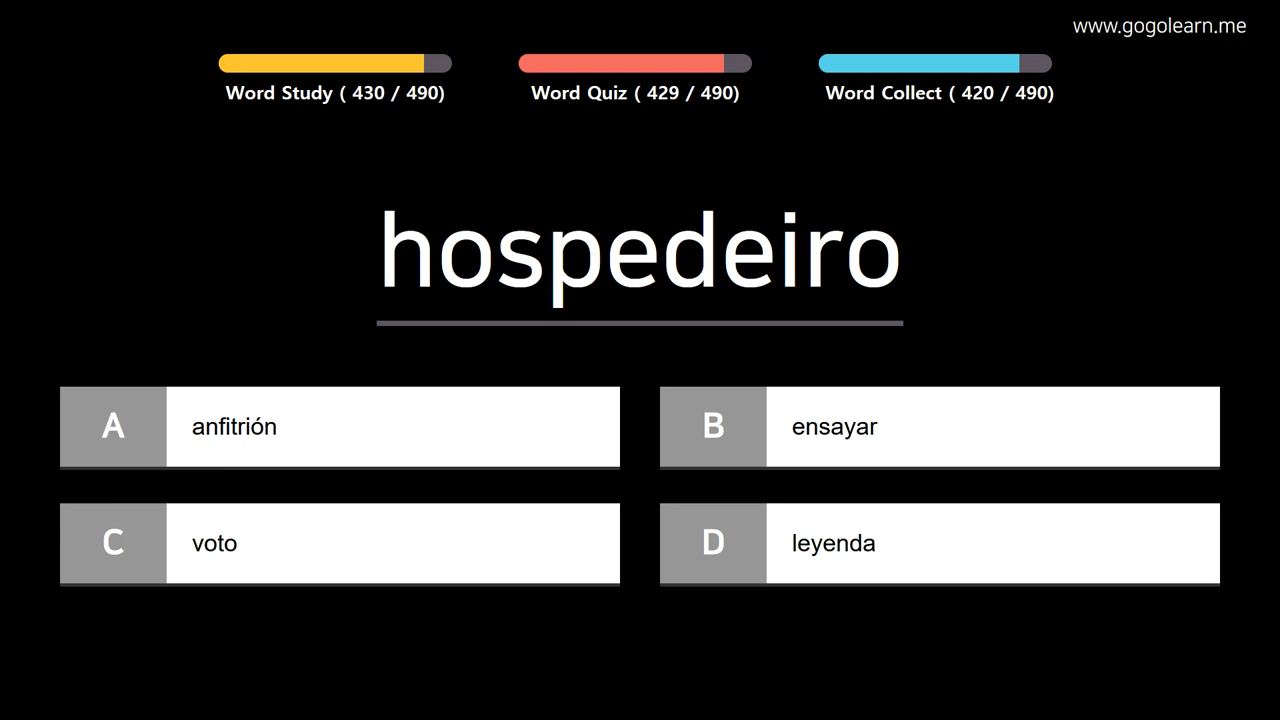 www.gogolearn.me
Word Study ( 430 / 490)
Word Quiz ( 429 / 490)
Word Collect ( 420 / 490)
hospedeiro
A anfitrión
B ensayar
C voto
D leyenda